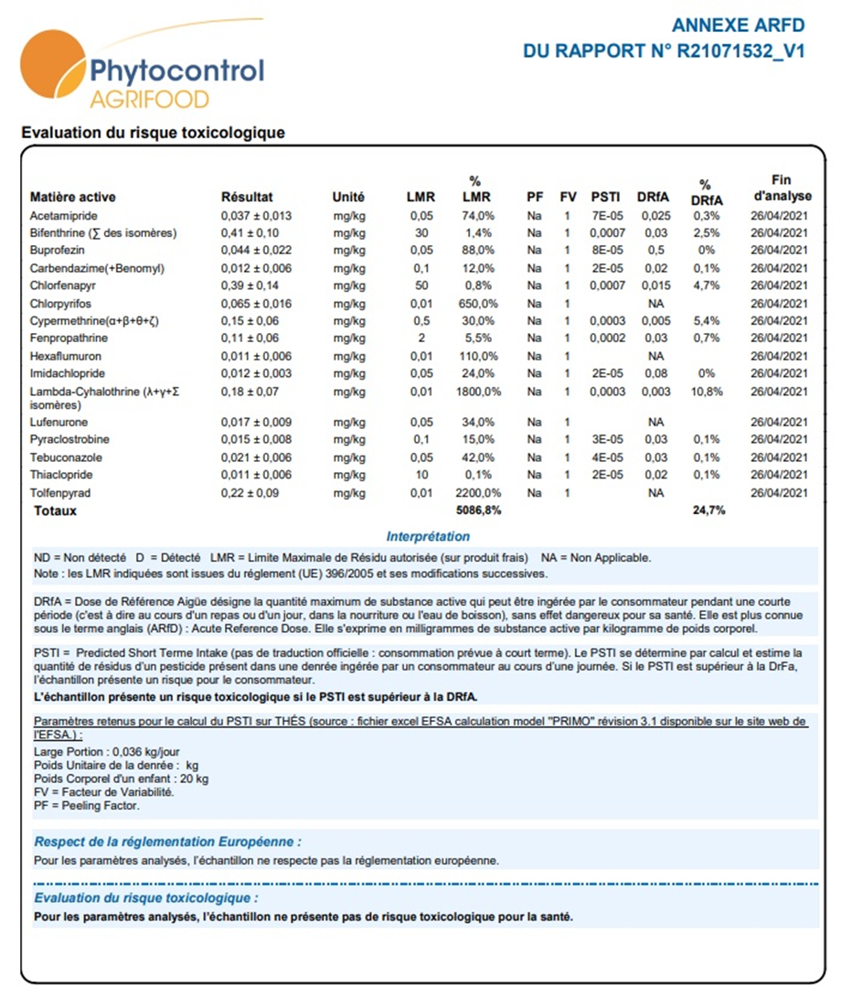 ANNEXE ARFD
DU RAPPORT N° R21071532_V1
Phytocontrol
AGRIFOOD
Evaluation du risque toxicologique
Matière active Résultat Unité LMR % LMR PF FV PSTI DRfA % DRfA Fin d'analyse
Acetamipride 0,037 ± 0,013 mg/kg 0,05 74,0% Na 1 7E-05 0,025 0,3% 26/04/2021
Bifenthrine (∑ des isomères) 0,41 ± 0,10 mg/kg 30 1,4% Na 1 0,0007 0,03 2,5% 26/04/2021
Buprofezin 0,044 ± 0,022 mg/kg 0,05 88,0% Na 1 8E-05 0,5 0% 26/04/2021
Carbendazime(+Benomyl) 0,012 ± 0,006 mg/kg 0,1 12,0% Na 1 2E-05 0,02 0,1% 26/04/2021
Chlorfenapyr 0,39 ± 0,14 mg/kg 50 0,8% Na 1 0,0007 0,015 4,7% 26/04/2021
Chlorpyrifos 0,065 ± 0,016 mg/kg 0,01 650,0% Na 1 NA 26/04/2021
Cypermethrine(α+β+θ+ζ) 0,15 ± 0,06 mg/kg 0,5 30,0% Na 1 0,0003 0,005 5,4% 26/04/2021
Fenpropathrine 0,11 ± 0,06 mg/kg 2 5,5% Na 1 0,0002 0,03 0,7% 26/04/2021
Hexaflumuron 0,011 ± 0,006 mg/kg 0,01 110,0% Na 1 NA 26/04/2021
Imidachlopride 0,012 ± 0,003 mg/kg 0,05 24,0% Na 1 2E-05 0,08 0% 26/04/2021
Lambda-Cyhalothrine (λ+γ+Σ 0,18 ± 0,07 mg/kg 0,01 1800,0% Na 1 0,0003 0,003 10,8% 26/04/2021
isomères)
Lufenurone 0,017 ± 0,009 mg/kg 0,05 34,0% Na 1 NA 26/04/2021
Pyraclostrobine 0,015 ± 0,008 mg/kg 0,1 15,0% Na 1 3E-05 0,03 0,1% 26/04/2021
Tebuconazole 0,021 ± 0,006 mg/kg 0,05 42,0% Na 1 4E-05 0,03 0,1% 26/04/2021
Thiaclopride 0,011 ± 0,006 mg/kg 10 0,1% Na 1 2E-05 0,02 0,1% 26/04/2021
Tolfenpyrad 0,22 ± 0,09 mg/kg 0,01 2200,0% Na 1 NA 26/04/2021
Totaux 5086,8% 24,7%
Interprétation
ND = Non détecté D = Détecté LMR = Limite Maximale de Résidu autorisée (sur produit frais) NA = Non Applicable.
Note : les LMR indiquées sont issues du réglement (UE) 396/2005 et ses modifications successives.
DRfA = Dose de Référence Aigüe désigne la quantité maximum de substance active qui peut être ingérée par le consommateur pendant une courte
période (c'est à dire au cours d'un repas ou d'un jour, dans la nourriture ou l'eau de boisson), sans effet dangereux pour sa santé. Elle est plus connue
sous le terme anglais (ARfD) : Acute Reference Dose. Elle s'exprime en milligrammes de substance active par kilogramme de poids corporel.
PSTI = Predicted Short Terme Intake (pas de traduction officielle : consommation prévue à court terme). Le PSTI se détermine par calcul et estime la
quantité de résidus d'un pesticide présent dans une denrée ingérée par un consommateur au cours d'une journée. Si le PSTI est supérieur à la DrFa,
l'échantillon présente un risque pour le consommateur.
L'échantillon présente un risque toxicologique si le PSTI est supérieur à la DRfA.
Paramètres retenus pour le calcul du PSTI sur THÉS (source : fichier excel EFSA calculation model "PRIMO" révision 3.1 disponible sur le site web de
l'EFSA.) :
Large Portion : 0,036 kg/jour
Poids Unitaire de la denrée : kg
Poids Corporel d'un enfant : 20 kg
FV = Facteur de Variabilité.
PF = Peeling Factor.
Respect de la réglementation Européenne :
Pour les paramètres analysés, l'échantillon ne respecte pas la réglementation européenne.
Evaluation du risque toxicologique :
Pour les paramètres analysés, l'échantillon ne présente pas de risque toxicologique pour la santé.